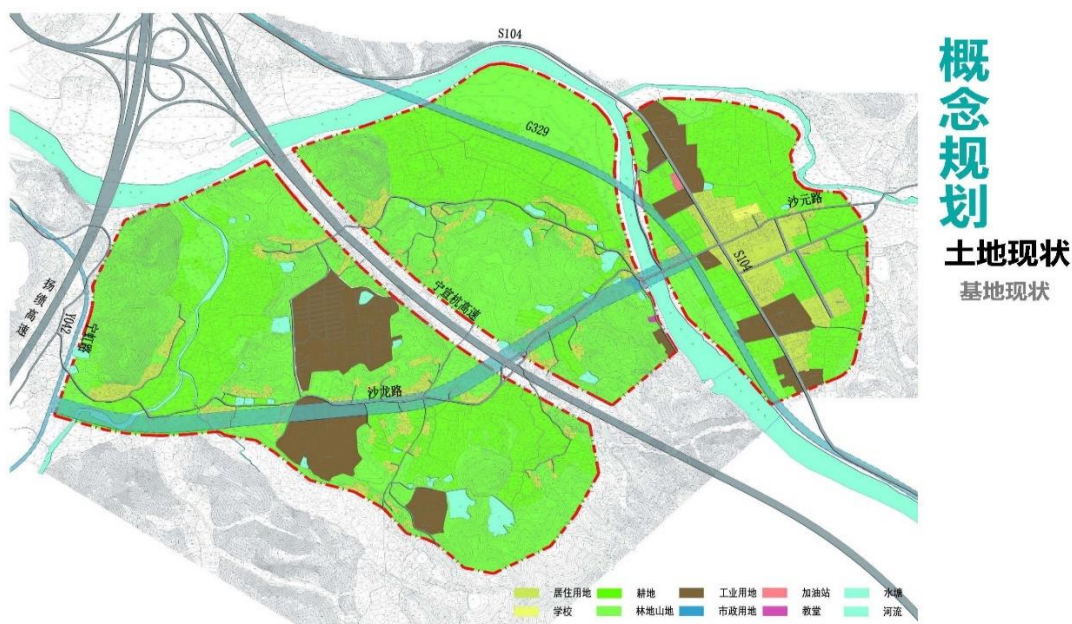 概念规划
土地现状
基地现状
S104
G329
沙元路
S104
宁宜杭高速
扬绩高速
Y042
宁虹路
沙龙路
居住用地 耕地 工业用地 加油站 水塘
学校 林地山地 市政用地 教堂 河流